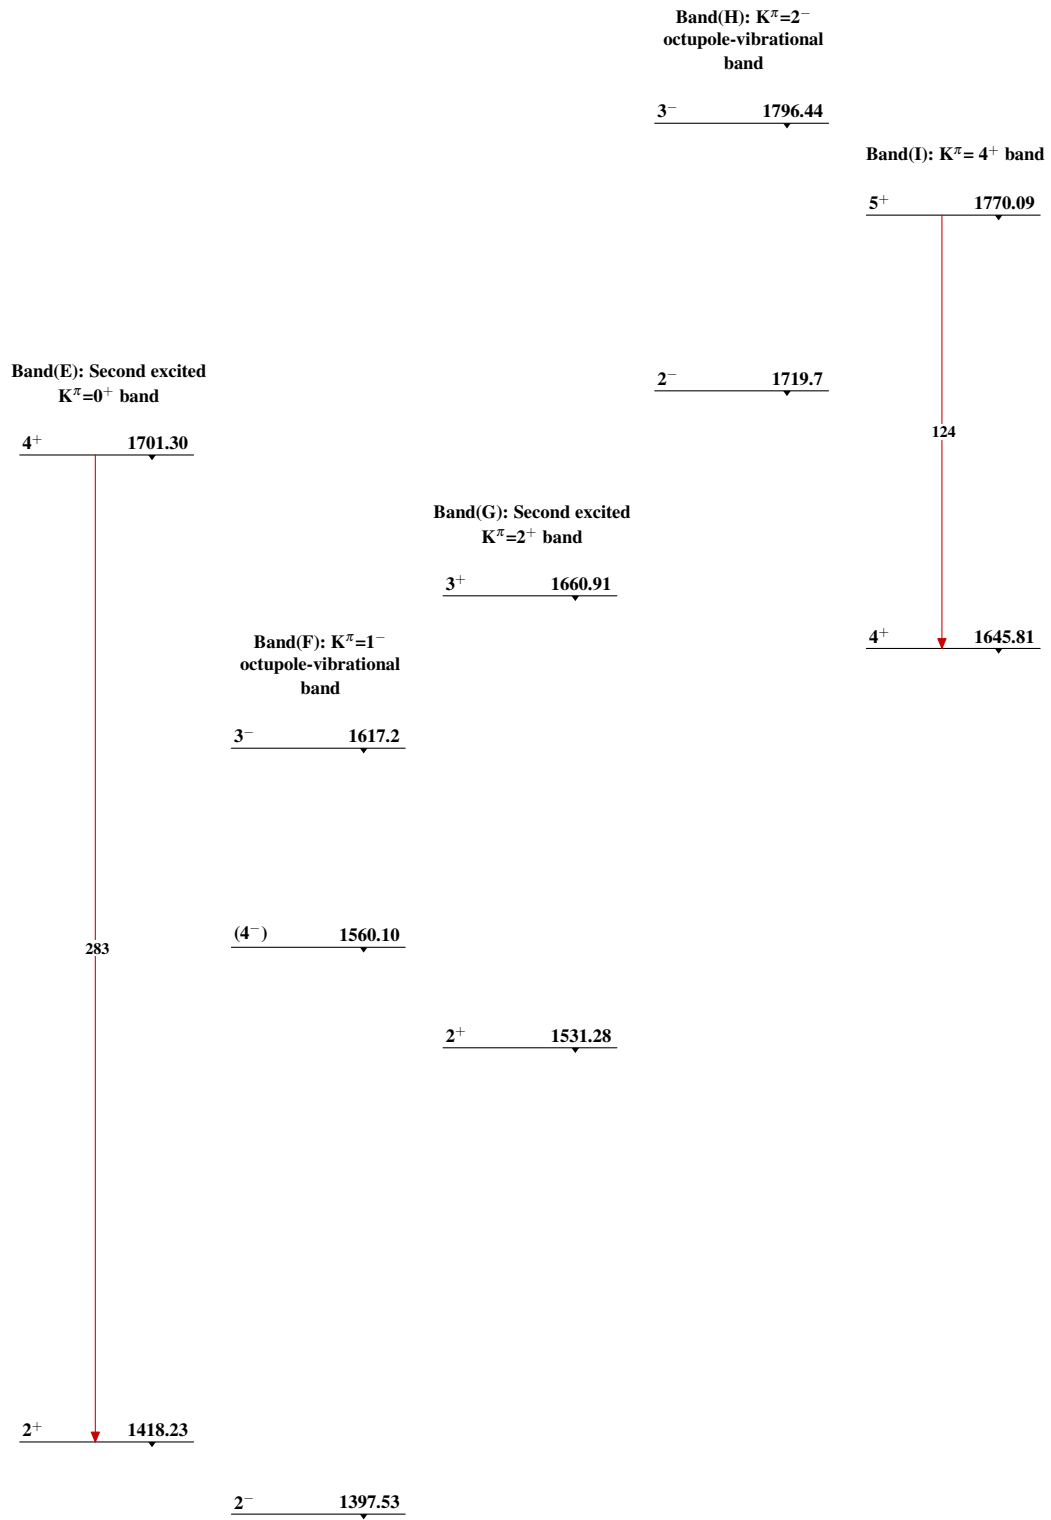 Band(E): Second excited
K^π=0⁺ band
4⁺ 1701.30
283
2⁺ 1418.23
Band(F): K^π=1⁻
octupole-vibrational
band
3⁻ 1617.2
(4⁻) 1560.10
2⁻ 1397.53
Band(G): Second excited
K^π=2⁺ band
3⁺ 1660.91
2⁺ 1531.28
Band(H): K^π=2⁻
octupole-vibrational
band
3⁻ 1796.44
2⁻ 1719.7
Band(I): K^π= 4⁺ band
5⁺ 1770.09
124
4⁺ 1645.81